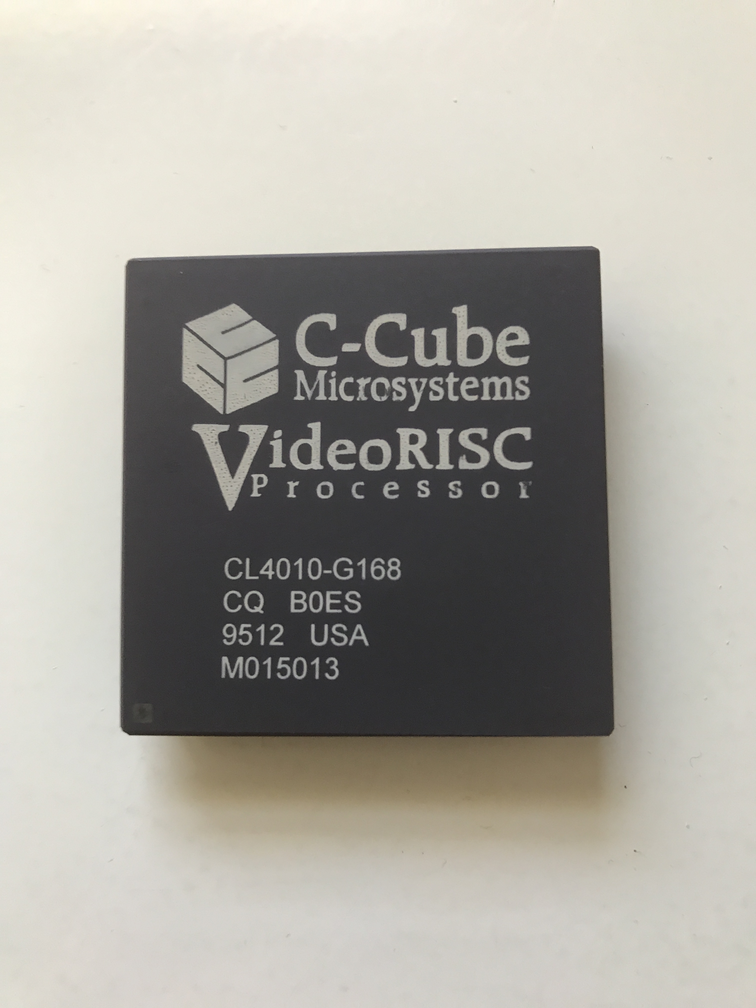 C-Cube
Microsystems
VideoRISC
Processor
CL4010-G168
CQ B0ES
9512 USA
M015013